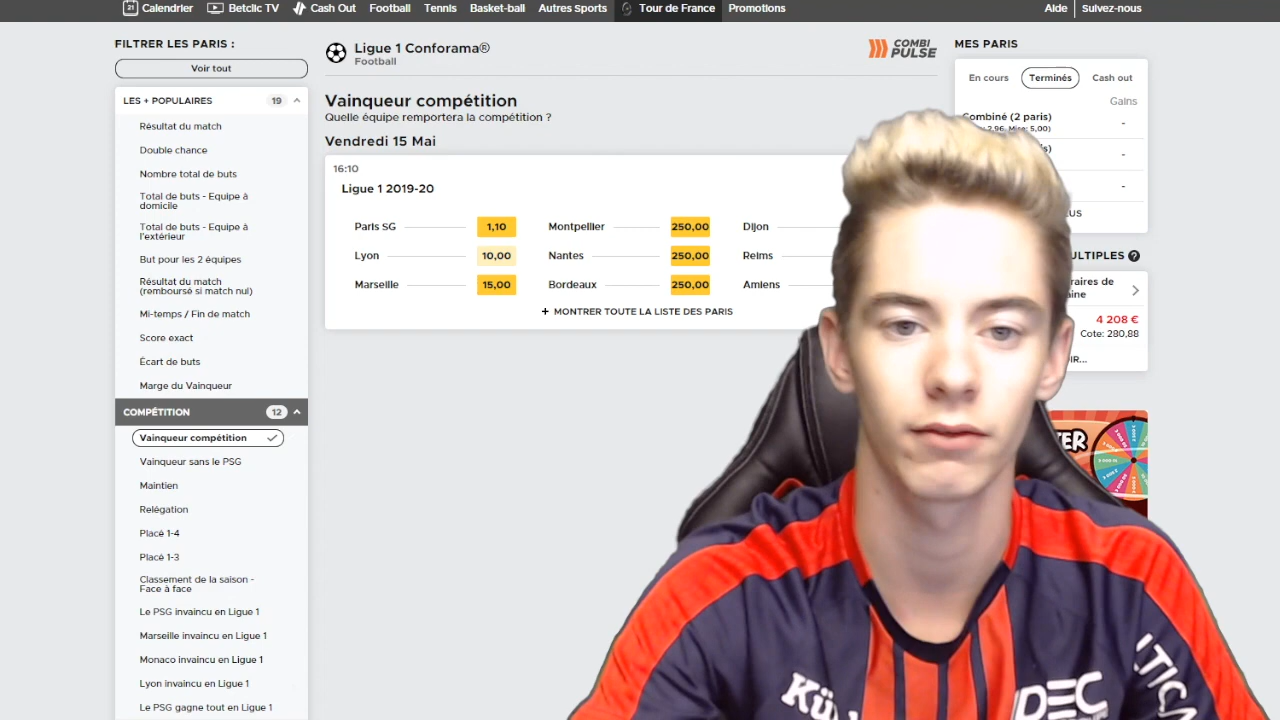 21 Calendrier Betclic TV Cash Out Football Tennis Basket-ball Autres Sports Tour de France Promotions Aide Suivez-nous
FILTRER LES PARIS :
Voir tout
LES + POPULAIRES 19
Résultat du match
Double chance
Nombre total de buts
Total de buts - Equipe à
domicile
Total de buts - Equipe à
l'extérieur
But pour les 2 équipes
Résultat du match
(remboursé si match nul)
Mi-temps / Fin de match
Score exact
Écart de buts
Marge du Vainqueur
COMPÉTITION 12
Vainqueur compétition
Vainqueur sans le PSG
Maintien
Relégation
Placé 1-4
Placé 1-3
Classement de la saison -
Face à face
Le PSG invaincu en Ligue 1
Marseille invaincu en Ligue 1
Monaco invaincu en Ligue 1
Lyon invaincu en Ligue 1
Le PSG gagne tout en Ligue 1
Ligue 1 Conforama®
Football
COMBI
PULSE
Vainqueur compétition
Quelle équipe remportera la compétition ?
Vendredi 15 Mai
16:10
Ligue 1 2019-20
Paris SG 1,10 Montpellier 250,00 Dijon
Lyon 10,00 Nantes 250,00 Reims
Marseille 15,00 Bordeaux 250,00 Amiens
+ MONTRER TOUTE LA LISTE DES PARIS
MES PARIS
En cours Terminés Cash out
Gains
Combiné (2 paris) -
2,96, Mise: 5,00)
-
-
4 208 €
Cote: 280,88